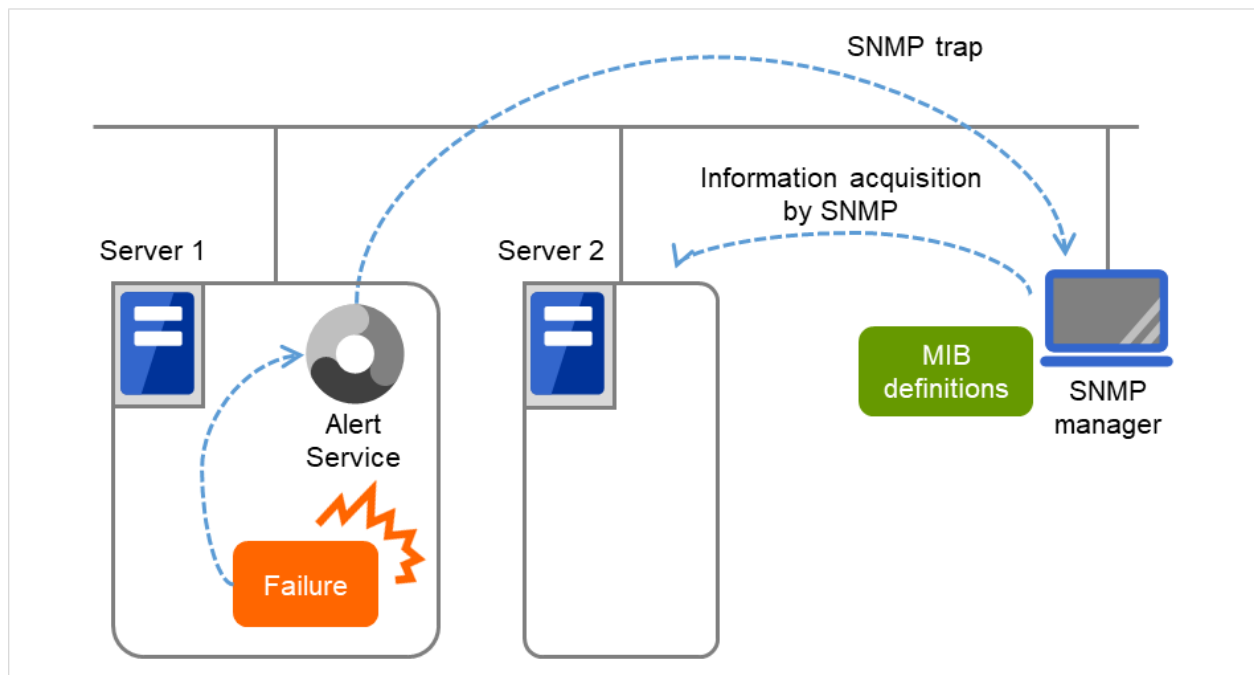 SNMP trap
Information acquisition
by SNMP
Server 1
Server 2
Alert
Service
Failure
MIB
definitions
SNMP
manager